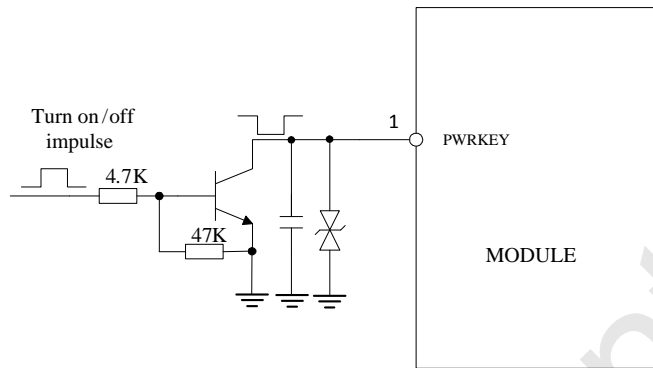 Turn on/off
impulse
4.7K
47K
1
PWRKEY
MODULE